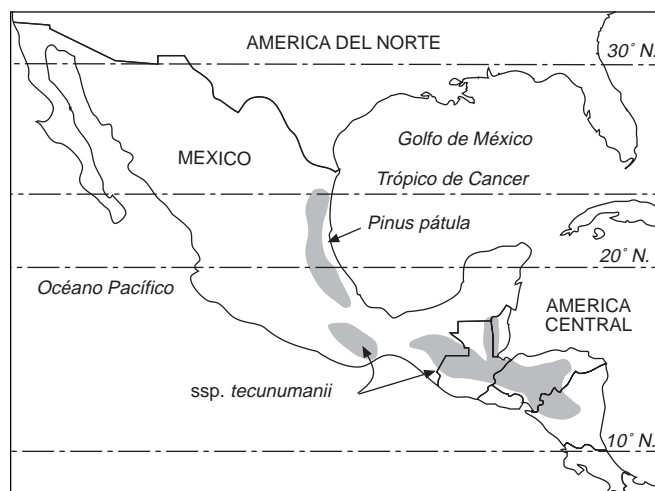 AMERICA DEL NORTE
30° N.
Golfo de México
MEXICO
Trópico de Cancer
Pinus pátula
20° N.
Océano Pacífico
AMERICA
CENTRAL
ssp. tecunumanii
10° N.